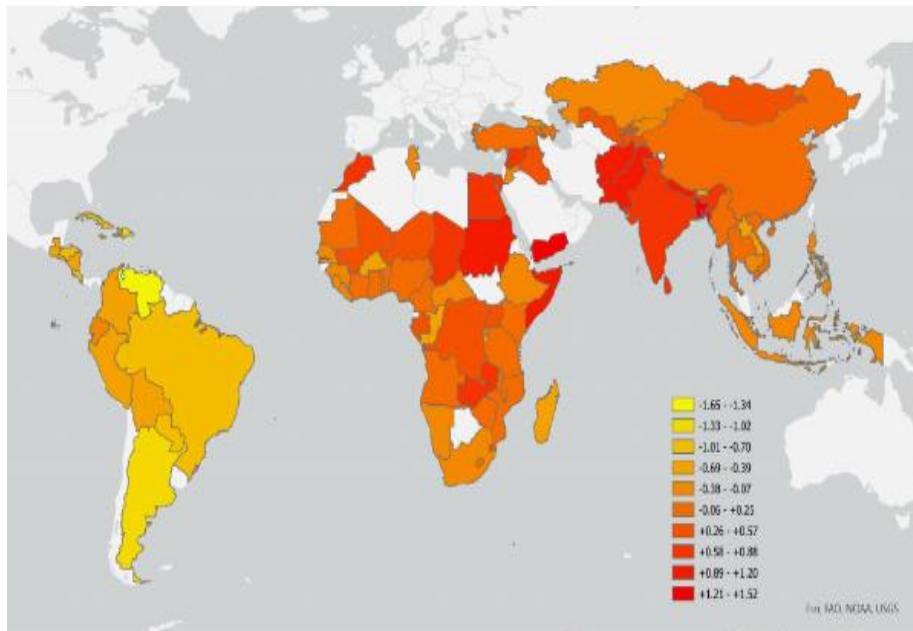 -1.65 - -1.34
-1.33 - -1.02
-1.01 - -0.70
-0.69 - -0.39
-0.38 - -0.07
-0.06 - +0.25
+0.26 - +0.57
+0.58 - +0.88
+0.89 - +1.20
+1.21 - +1.52
Esri, FAO, NOAA, USGS